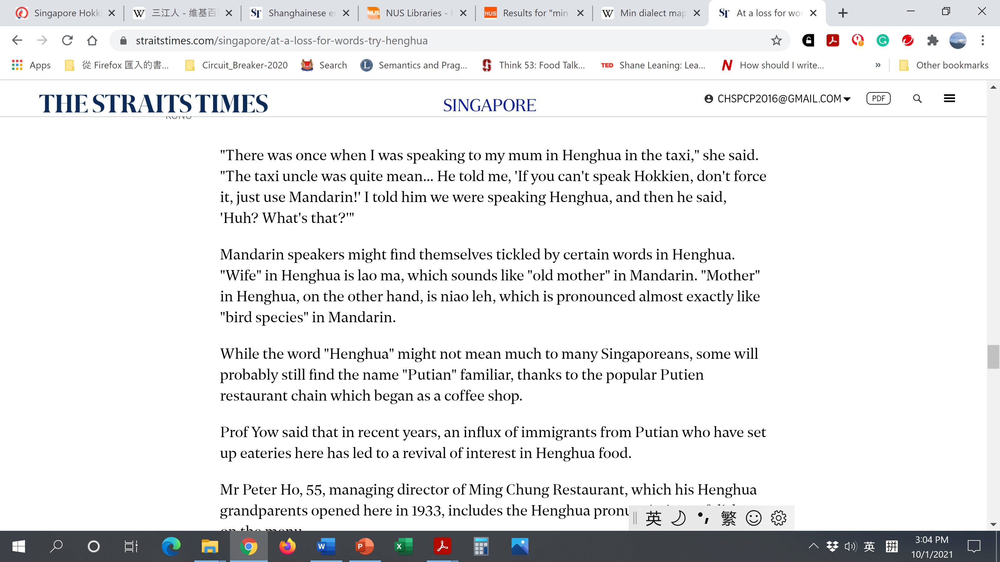 Singapore Hokki
三江人 - 维基百
Shanghainese e
NUS Libraries -
Results for "min
Min dialect map
At a loss for wor
straitstimes.com/singapore/at-a-loss-for-words-try-henghua
Apps
從 Firefox 匯入的書...
Circuit_Breaker-2020
Search
Semantics and Prag...
Think 53: Food Talk...
TED
Shane Leaning: Lea...
How should I write...
»
Other bookmarks
THE STRAITS TIMES
SINGAPORE
CHSPCP2016@GMAIL.COM
PDF
"There was once when I was speaking to my mum in Henghua in the taxi," she said.
"The taxi uncle was quite mean... He told me, 'If you can't speak Hokkien, don't force
it, just use Mandarin!' I told him we were speaking Henghua, and then he said,
'Huh? What's that?'"
Mandarin speakers might find themselves tickled by certain words in Henghua.
"Wife" in Henghua is lao ma, which sounds like "old mother" in Mandarin. "Mother"
in Henghua, on the other hand, is niao leh, which is pronounced almost exactly like
"bird species" in Mandarin.
While the word "Henghua" might not mean much to many Singaporeans, some will
probably still find the name "Putian" familiar, thanks to the popular Putien
restaurant chain which began as a coffee shop.
Prof Yow said that in recent years, an influx of immigrants from Putian who have set
up eateries here has led to a revival of interest in Henghua food.
Mr Peter Ho, 55, managing director of Ming Chung Restaurant, which his Henghua
grandparents opened here in 1933, includes the Henghua
on the menu
英 繁
英 拼
3:04 PM
10/1/2021